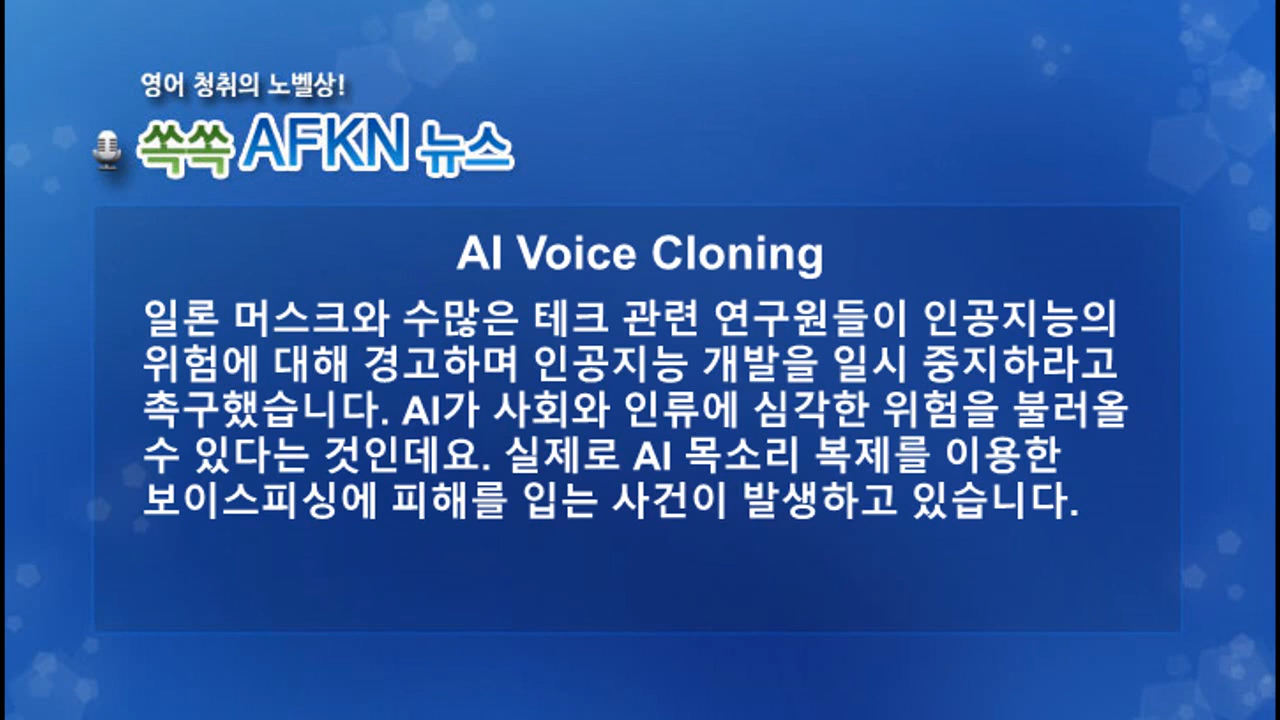 영어 청취의 노벨상!
쏙쏙 AFKN 뉴스
AI Voice Cloning
일론 머스크와 수많은 테크 관련 연구원들이 인공지능의
위험에 대해 경고하며 인공지능 개발을 일시 중지하라고
촉구했습니다. AI가 사회와 인류에 심각한 위험을 불러올
수 있다는 것인데요. 실제로 AI 목소리 복제를 이용한
보이스피싱에 피해를 입는 사건이 발생하고 있습니다.